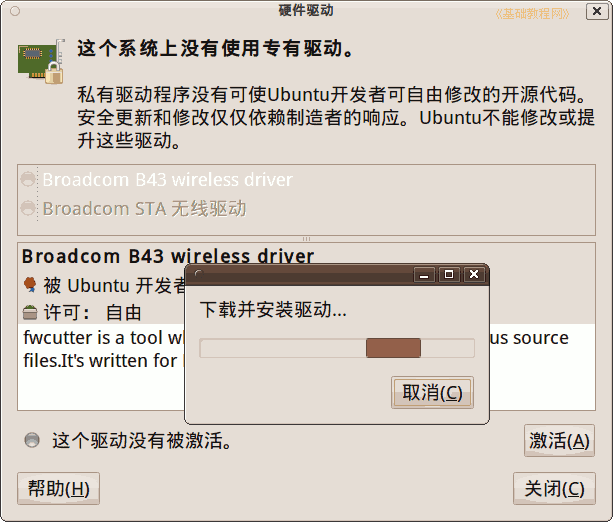 硬件驱动
《基础教程网》
这个系统上没有使用专有驱动。
私有驱动程序没有可使Ubuntu开发者可自由修改的开源代码。
安全更新和修改仅仅依赖制造者的响应。Ubuntu不能修改或提
升这些驱动。
Broadcom B43 wireless driver
Broadcom STA 无线驱动
Broadcom B43 wireless driver
被 Ubuntu 开发者
许可： 自由
fwcutter is a tool us source
files.It's written for
下载并安装驱动...
取消(C)
这个驱动没有被激活。
激活(A)
帮助(H)
关闭(C)